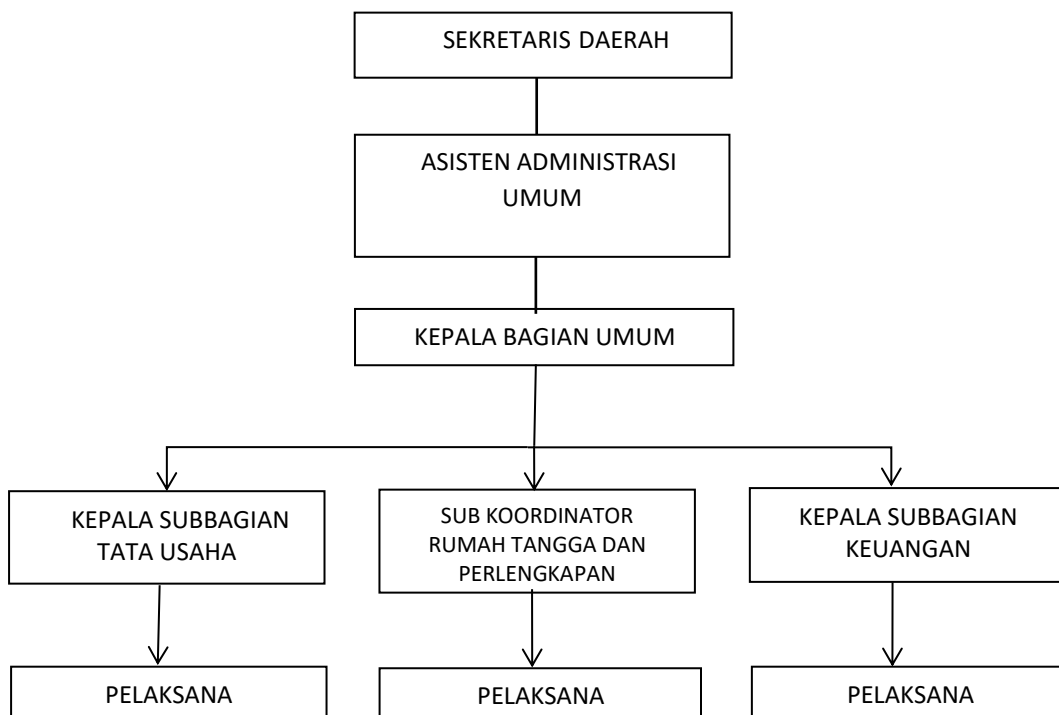 SEKRETARIS DAERAH
ASISTEN ADMINISTRASI
UMUM
KEPALA BAGIAN UMUM
KEPALA SUBBAGIAN
TATA USAHA
SUB KOORDINATOR
RUMAH TANGGA DAN
PERLENGKAPAN
KEPALA SUBBAGIAN
KEUANGAN
PELAKSANA
PELAKSANA
PELAKSANA